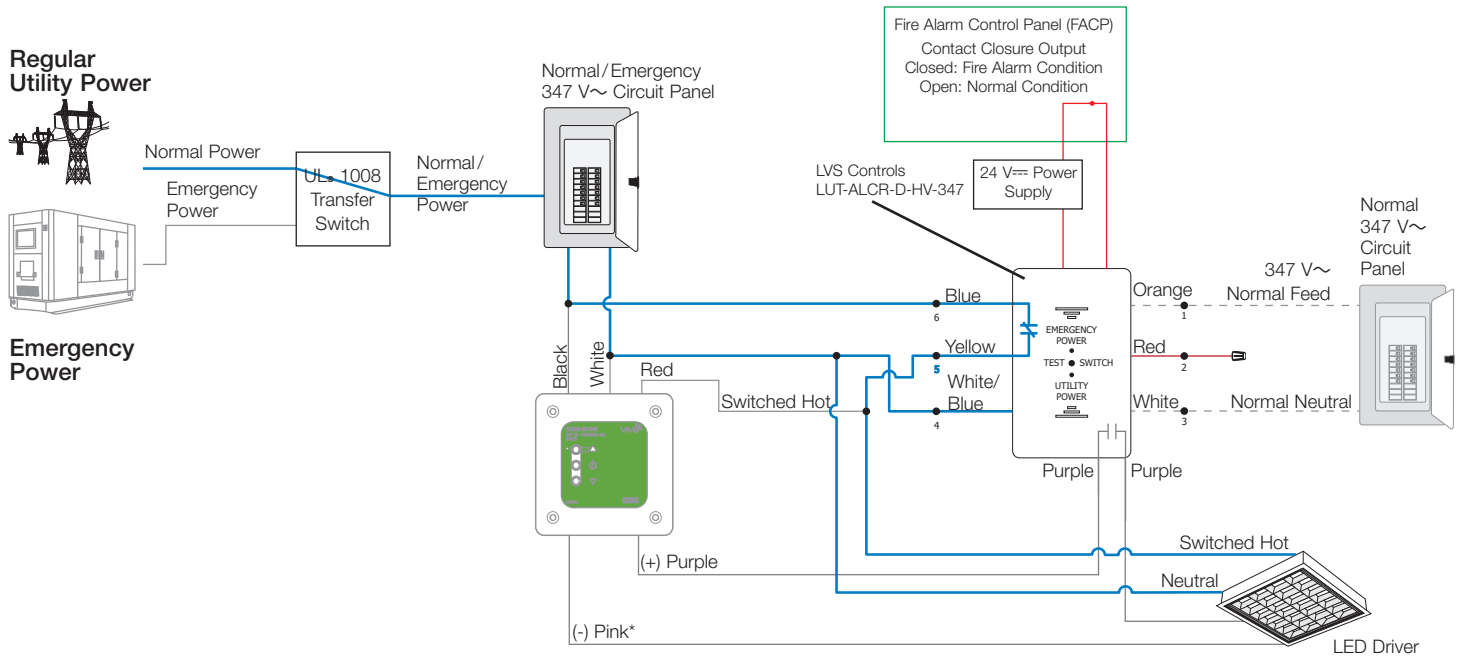 Regular
Utility Power
Normal Power
Emergency
Power
Emergency
Power
UL® 1008
Transfer
Switch
Normal/
Emergency
Power
Normal/Emergency
347 V~ Circuit Panel
Fire Alarm Control Panel (FACP)
Contact Closure Output
Closed: Fire Alarm Condition
Open: Normal Condition
24 V⎓ Power
Supply
LVS Controls
LUT-ALCR-D-HV-347
Normal
347 V~
Circuit
Panel
347 V~
Orange
Normal Feed
1
Red
2
White
Normal Neutral
3
Blue
6
Yellow
5
White/
Blue
4
EMERGENCY
POWER
TEST SWITCH
UTILITY
POWER
Purple
Purple
Black
White
Red
Switched Hot
(+) Purple
(-) Pink*
Switched Hot
Neutral
LED Driver